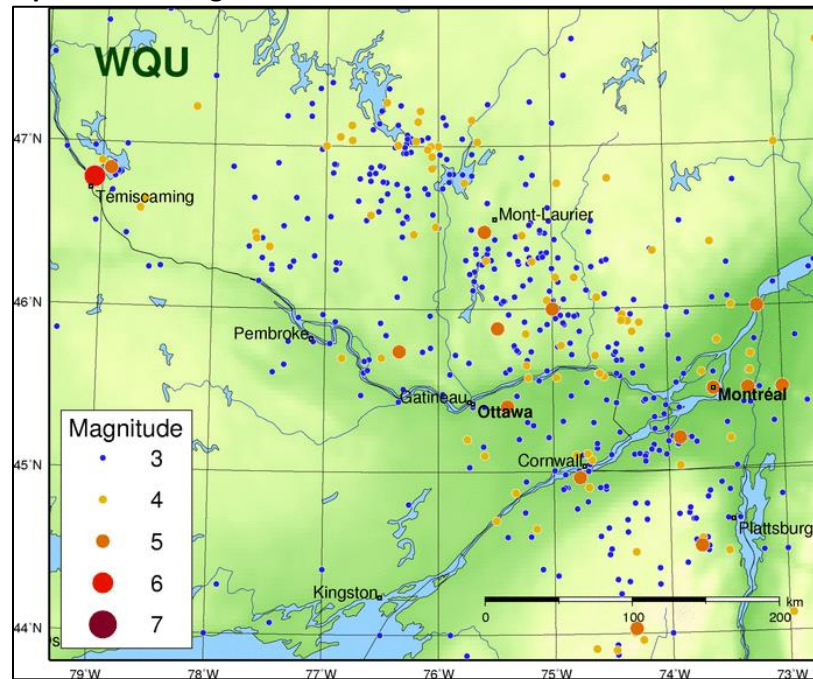 WQU
47°N
Témiscaming
Mont-Laurier
46°N
Pembroke
Gatineau
Ottawa
Montréal
Magnitude
3
4
5
6
7
45°N
Cornwall
Plattsburg
Kingston
0 100 200
km
44°N
79°W 78°W 77°W 76°W 75°W 74°W 73°W